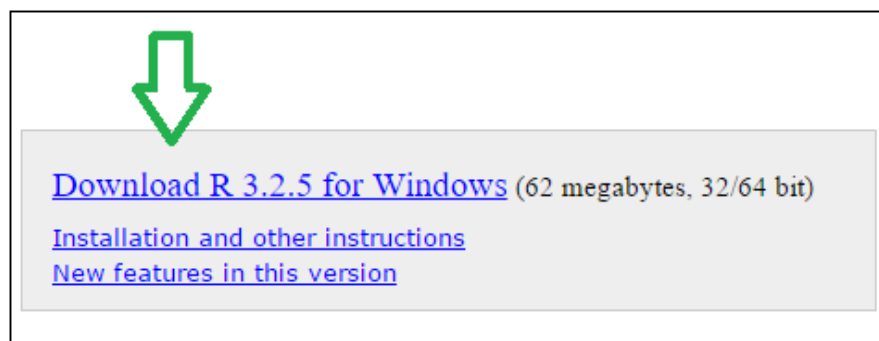 Download R 3.2.5 for Windows (62 megabytes, 32/64 bit)
Installation and other instructions
New features in this version